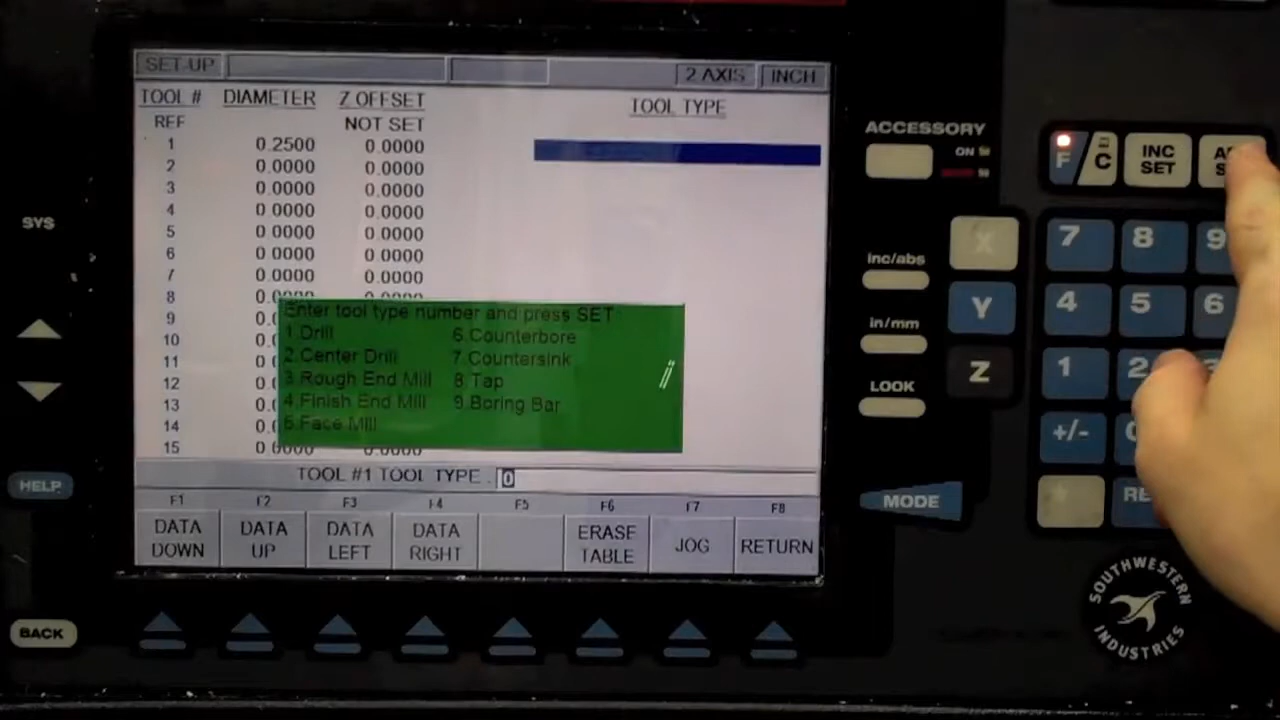 SET-UP 2 AXIS INCH
TOOL # DIAMETER Z OFFSET TOOL TYPE
REF NOT SET
1 0.2500 0.0000
2 0.0000 0.0000
3 0.0000 0.0000
4 0.0000 0.0000
5 0.0000 0.0000
6 0.0000 0.0000
7 0.0000 0.0000
8
9
10
11
12
13
14
15 0.0000 0.0000
Enter tool type number and press SET
1.Drill 6.Counterbore
2.Center Drill 7.Countersink
3.Rough End Mill 8.Tap
4.Finish End Mill 9.Boring Bar
5.Face Mill
TOOL #1 TOOL TYPE . 0
F1 F2 F3 F4 F5 F6 F7 F8
DATA DOWN
DATA UP
DATA LEFT
DATA RIGHT
ERASE TABLE
JOG
RETURN
SYS
HELP
BACK
ACCESSORY
ON
F/C
INC SET
inc/abs
in/mm
LOOK
MODE
X
Y
Z
7 8 9
4 5 6
1 2
+/-
SOUTHWESTERN INDUSTRIES